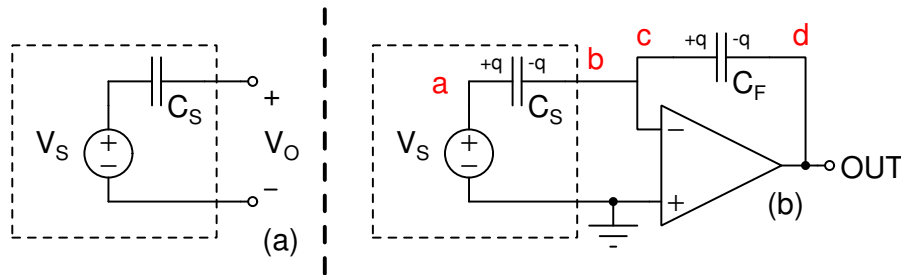 C_S
V_S
+
−
+
V_O
−
(a)
a
+q
-q
b
c
+q
-q
d
C_S
C_F
V_S
+
−
−
+
OUT
(b)